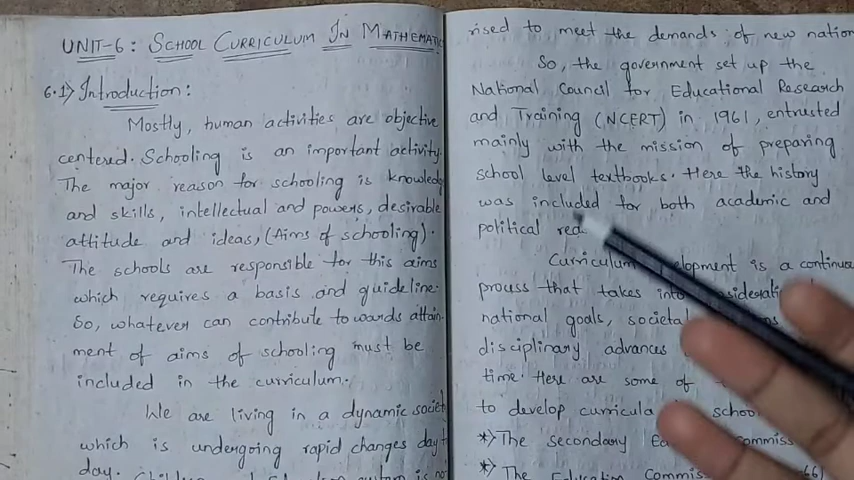 UNIT-6: SCHOOL CURRICULUM IN MATHEMATIC
6.1) Introduction:
Mostly, human activities are objective
centered. Schooling is an important activity.
The major reason for schooling is knowledg
and skills, intellectual and powers, desirable
attitude and ideas, (Aims of schooling).
The schools are responsible for this aims
which requires a basis and guideline.
So, whatever can contribute towards attain-
ment of aims of schooling must be
included in the curriculum.
We are living in a dynamic societ
which is undergoing rapid changes day t
day.
rised to meet the demands of new nation
So, the government set up the
National Council for Educational Research
and Training (NCERT) in 1961, entrusted
mainly with the mission of preparing
school level textbooks. Here the history
was included for both academic and
political rea
Curriculum elopment is a continuou
process that takes into
national goals, societa
disciplinary advances
time. Here are some of
to develop curricula schoo
*) The secondary Ed commiss
*) The Education Commis 66)